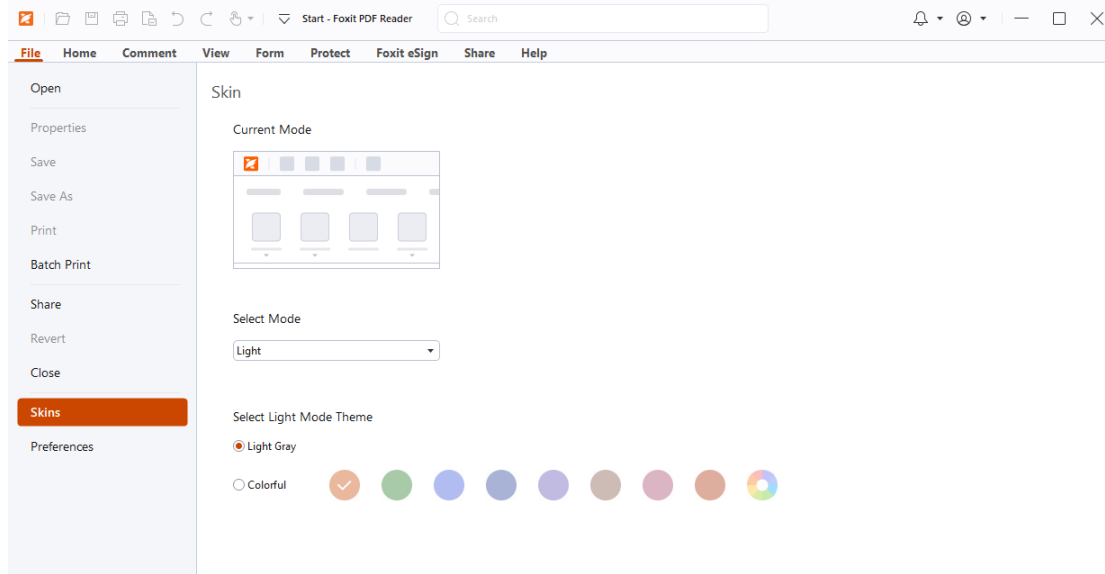 Start - Foxit PDF Reader
Search
File Home Comment View Form Protect Foxit eSign Share Help
Open
Properties
Save
Save As
Print
Batch Print
Share
Revert
Close
Skins
Preferences
Skin
Current Mode
Select Mode
Light
Select Light Mode Theme
Light Gray
Colorful